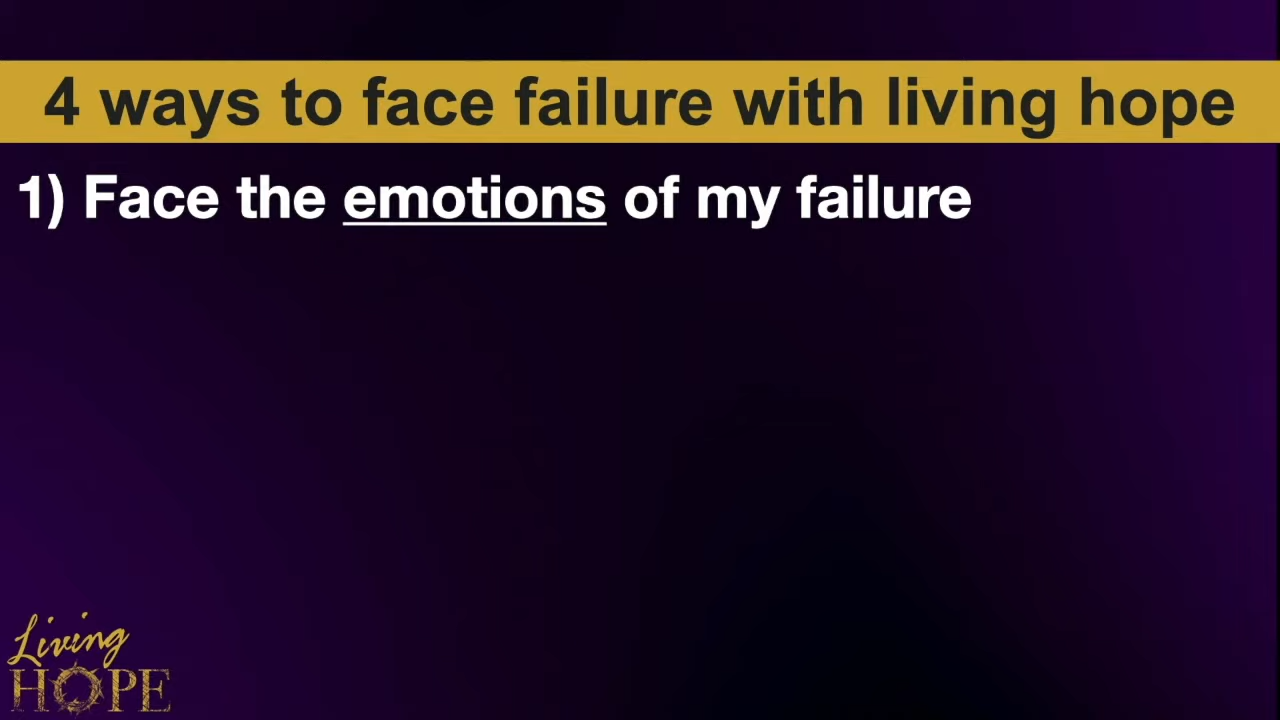 4 ways to face failure with living hope
1) Face the emotions of my failure
Living
HOPE